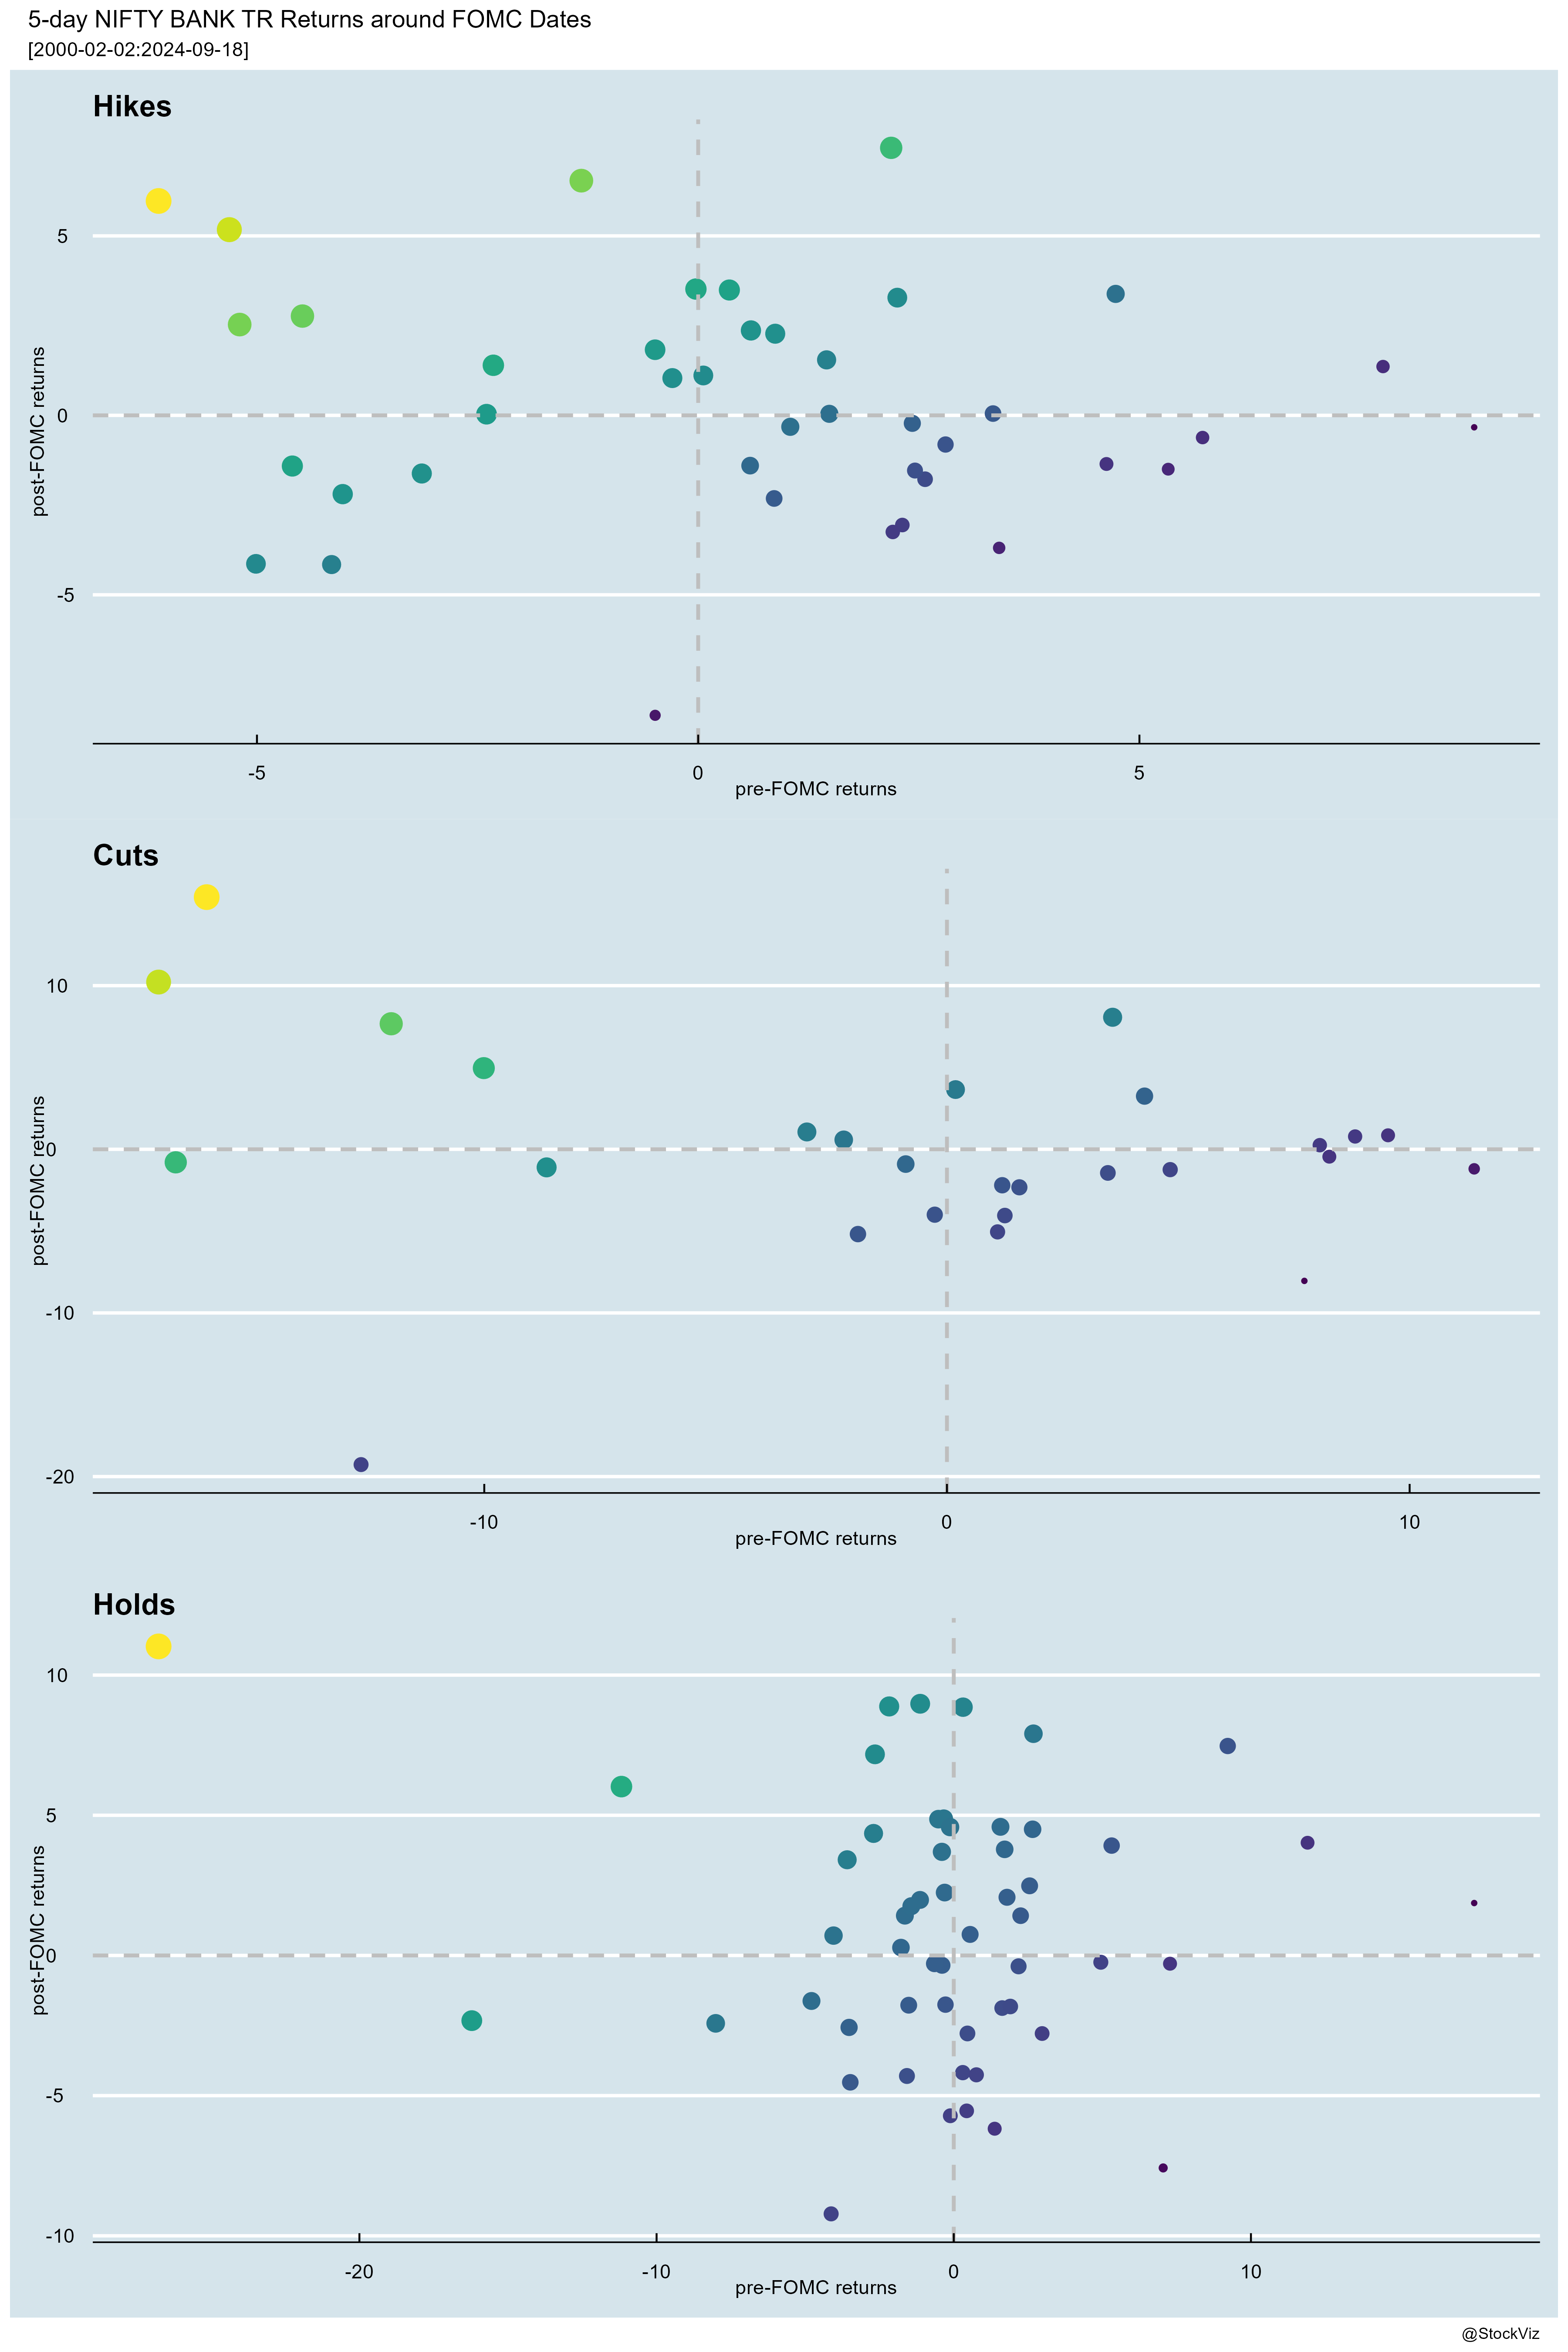 5-day NIFTY BANK TR Returns around FOMC Dates
[2000-02-02:2024-09-18]
Hikes
5
0
-5
post-FOMC returns
-5
0
5
pre-FOMC returns
Cuts
10
0
-10
-20
post-FOMC returns
-10
0
10
pre-FOMC returns
Holds
10
5
0
-5
-10
post-FOMC returns
-20
-10
0
10
pre-FOMC returns
@StockViz